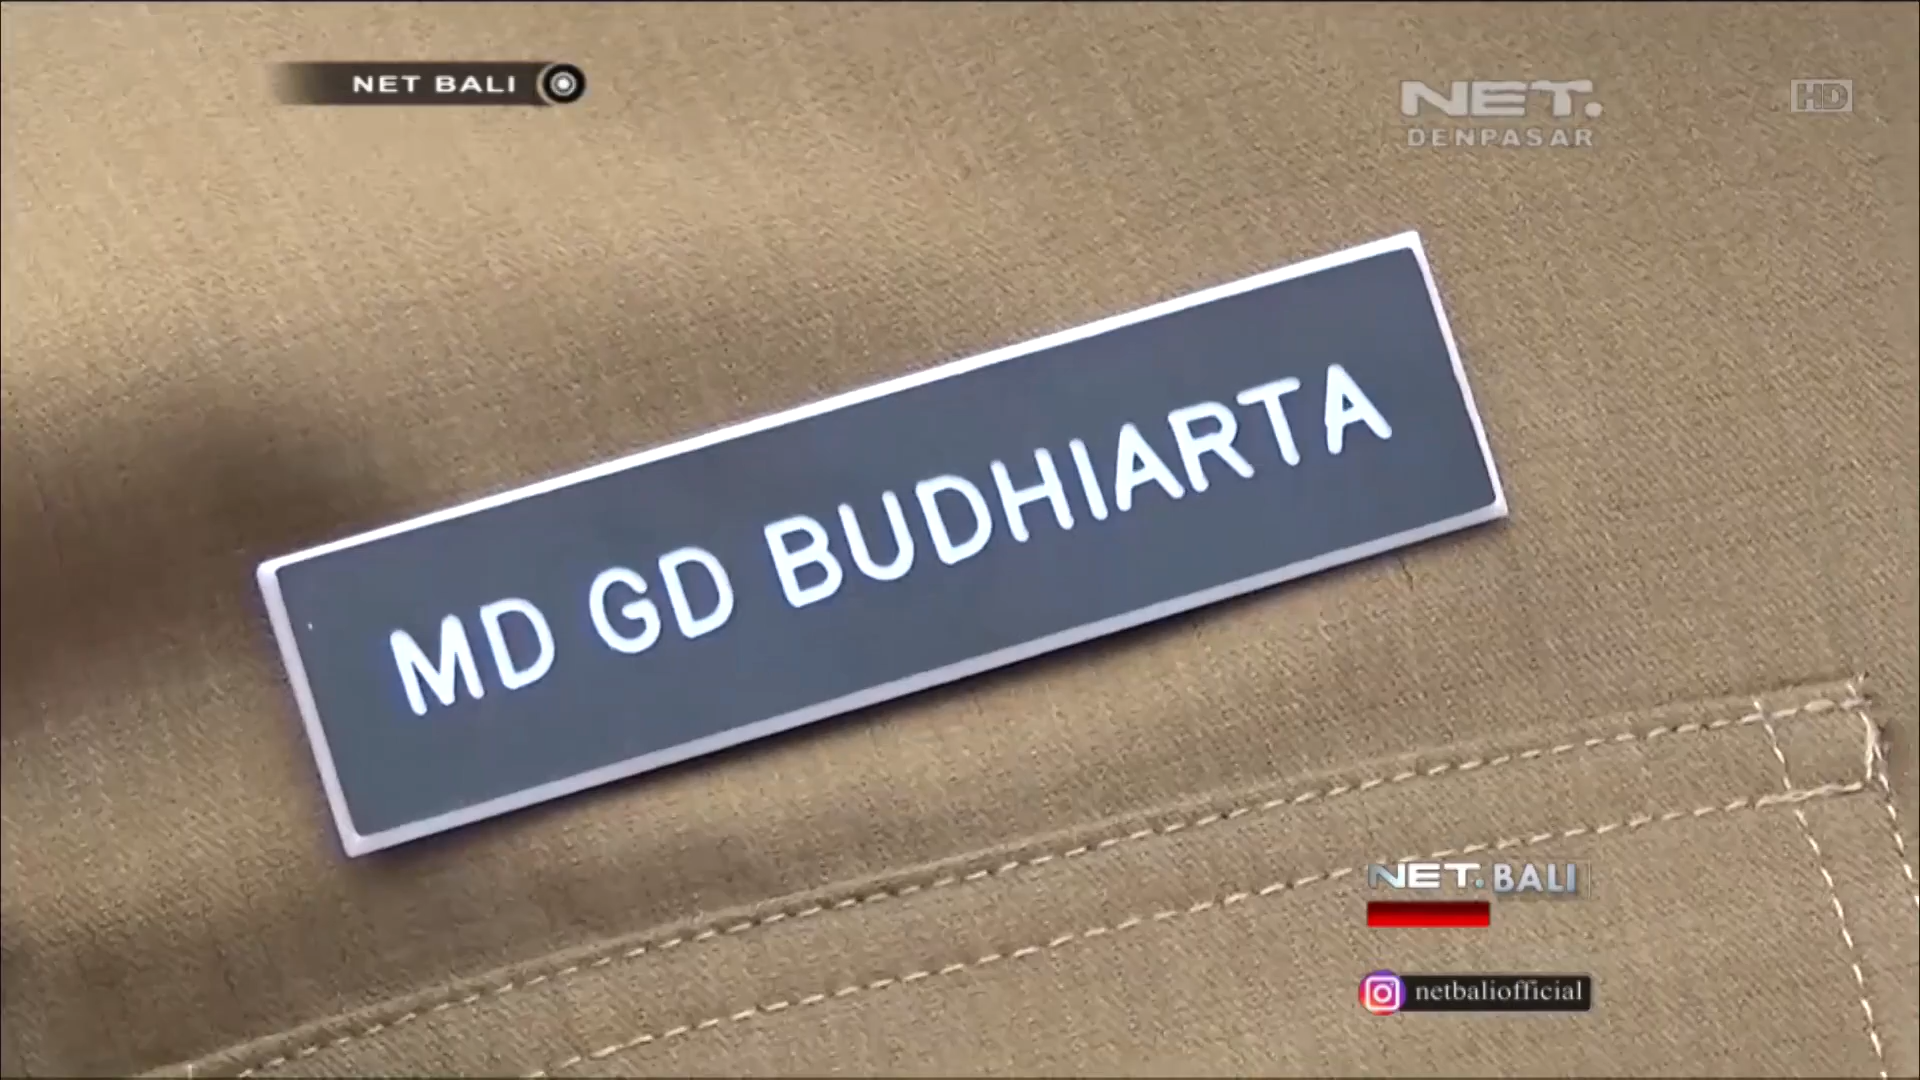 NET BALI
NET.
DENPASAR
HD
MD GD BUDHIARTA
NET. BALI
netbaliofficial